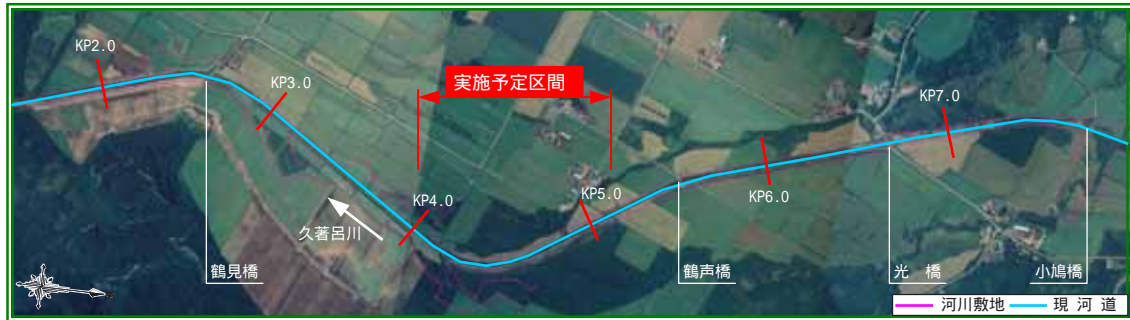 KP2.0
KP3.0
実施予定区間
KP7.0
KP4.0
KP5.0
KP6.0
久著呂川
鶴見橋
鶴声橋
光 橋
小鳩橋
河川敷地
現 河 道